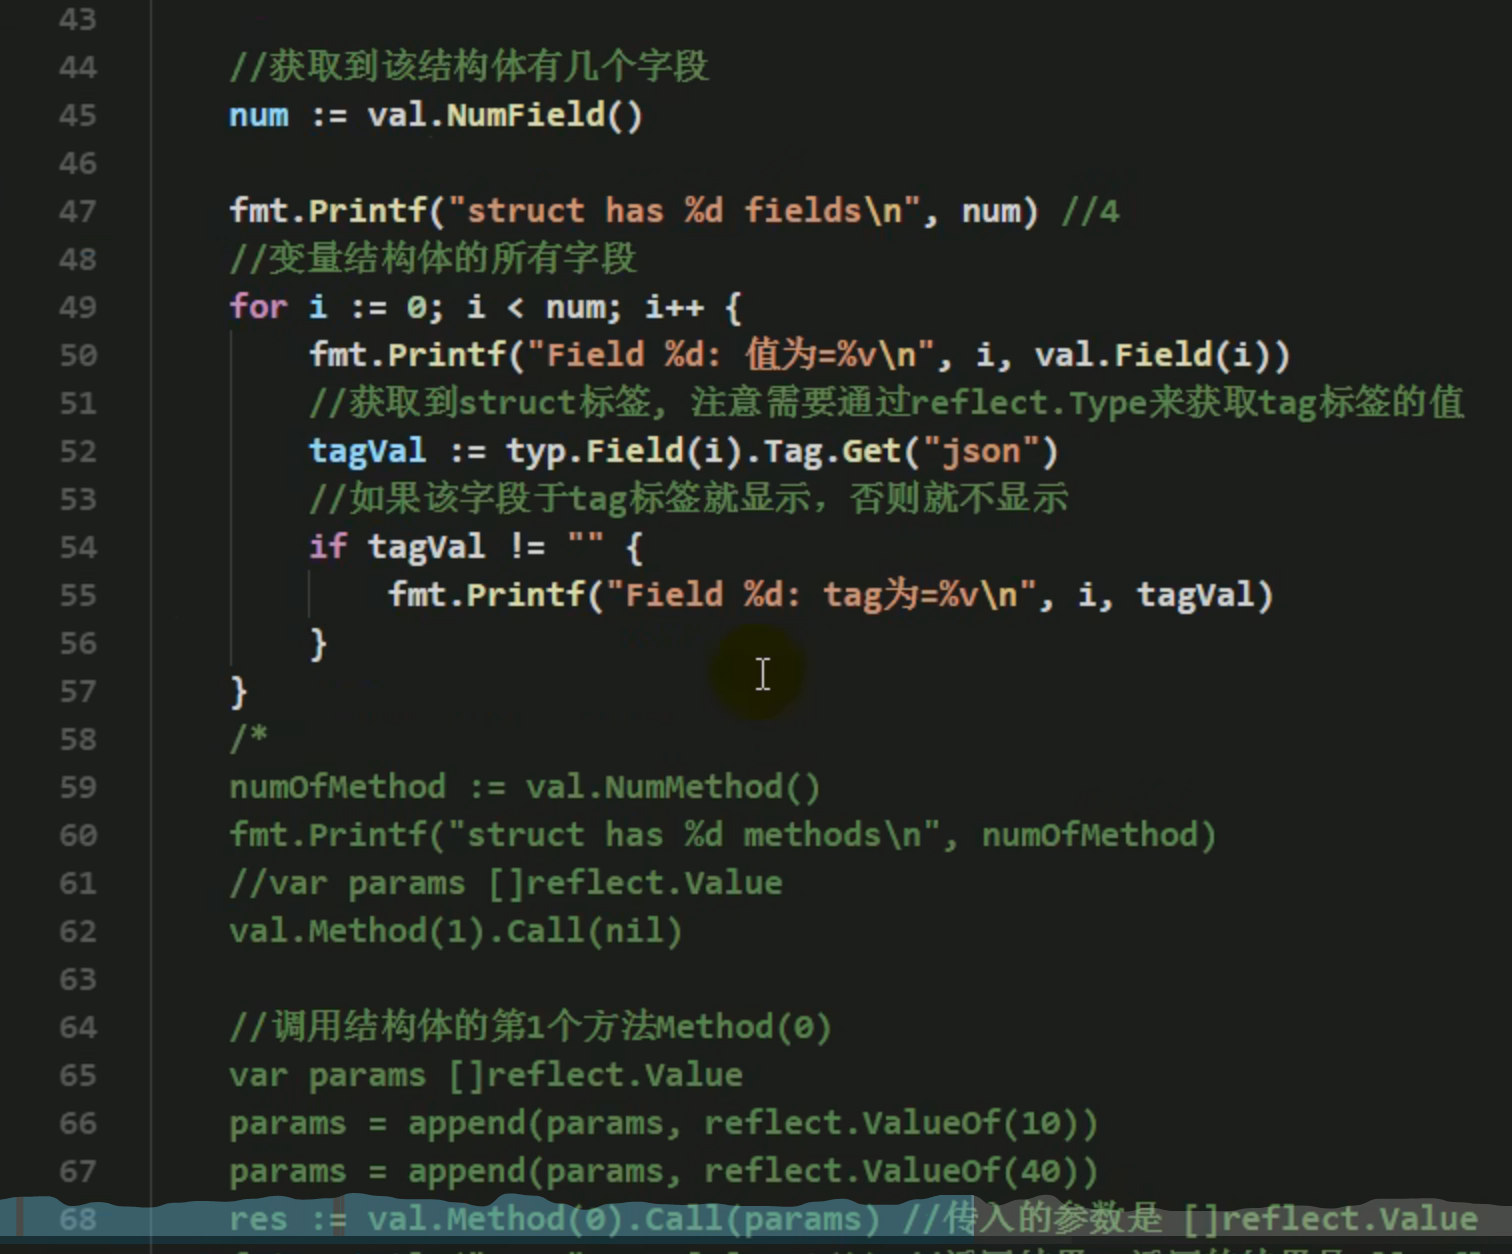 43
44 //获取到该结构体有几个字段
45 num := val.NumField()
46
47 fmt.Printf("struct has %d fields\n", num) //4
48 //变量结构体的所有字段
49 for i := 0; i < num; i++ {
50 fmt.Printf("Field %d: 值为=%v\n", i, val.Field(i))
51 //获取到struct标签, 注意需要通过reflect.Type来获取tag标签的值
52 tagVal := typ.Field(i).Tag.Get("json")
53 //如果该字段于tag标签就显示，否则就不显示
54 if tagVal != "" {
55 fmt.Printf("Field %d: tag为=%v\n", i, tagVal)
56 }
57 }
58 /*
59 numOfMethod := val.NumMethod()
60 fmt.Printf("struct has %d methods\n", numOfMethod)
61 //var params []reflect.Value
62 val.Method(1).Call(nil)
63
64 //调用结构体的第1个方法Method(0)
65 var params []reflect.Value
66 params = append(params, reflect.ValueOf(10))
67 params = append(params, reflect.ValueOf(40))
68 res := val.Method(0).Call(params) //传入的参数是 []reflect.Value